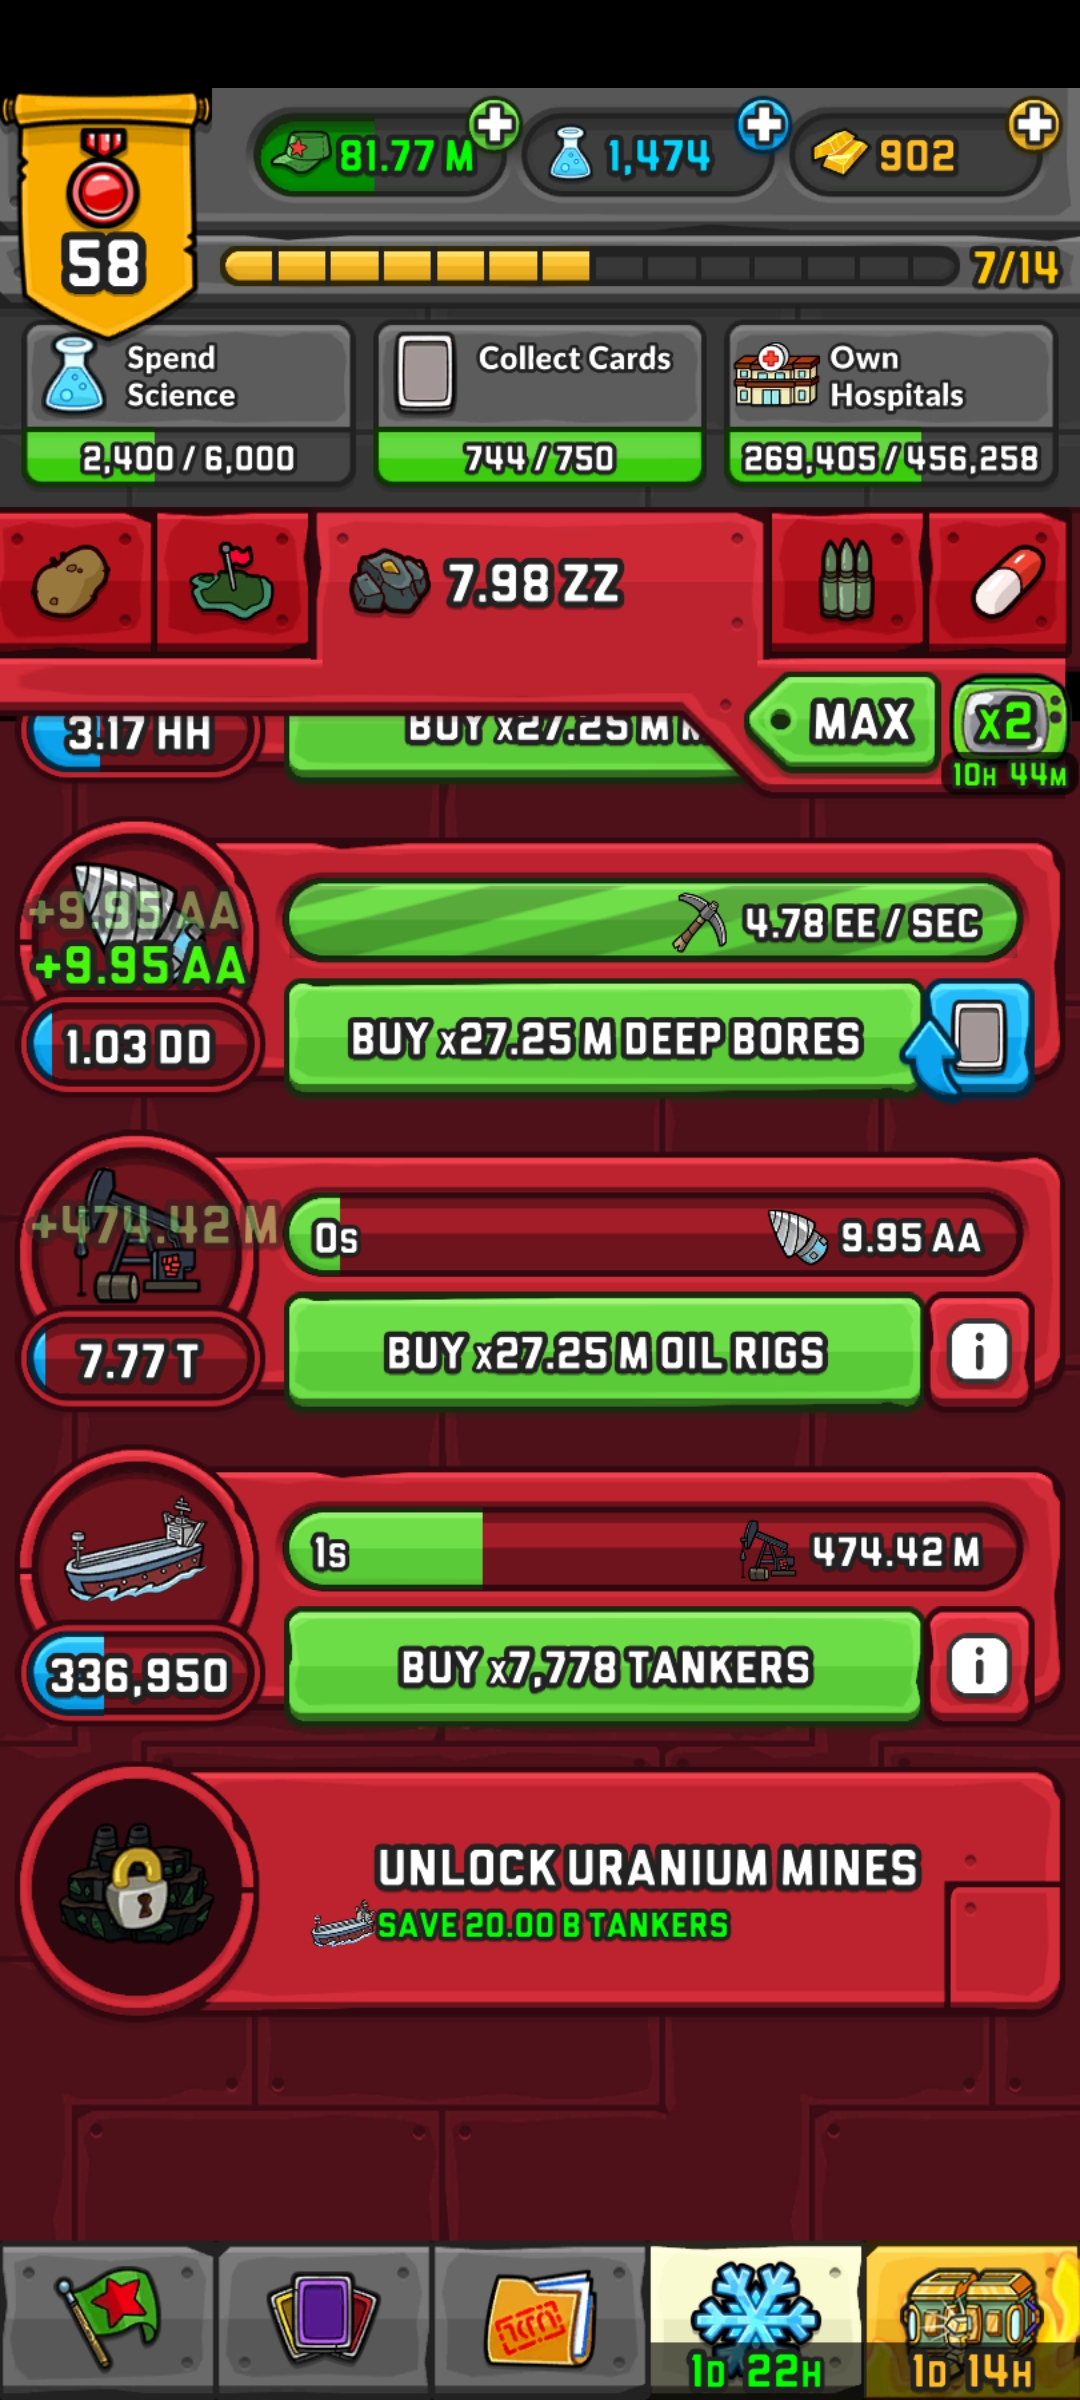 81.77 M
1,474
902
58
7/14
Spend
Science
2,400 / 6,000
Collect Cards
744 / 750
Own
Hospitals
269,405 / 456,258
7.98 ZZ
MAX
x2
10H 44M
3.17 HH
BUY x27.25 M
+9.95 AA
+9.95 AA
4.78 EE / SEC
1.03 DD
BUY x27.25 M DEEP BORES
+474.42 M
0s
9.95 AA
7.77 T
BUY x27.25 M OIL RIGS
i
1s
474.42 M
336,950
BUY x7,778 TANKERS
i
UNLOCK URANIUM MINES
SAVE 20.00 B TANKERS
1D 22H
1D 14H